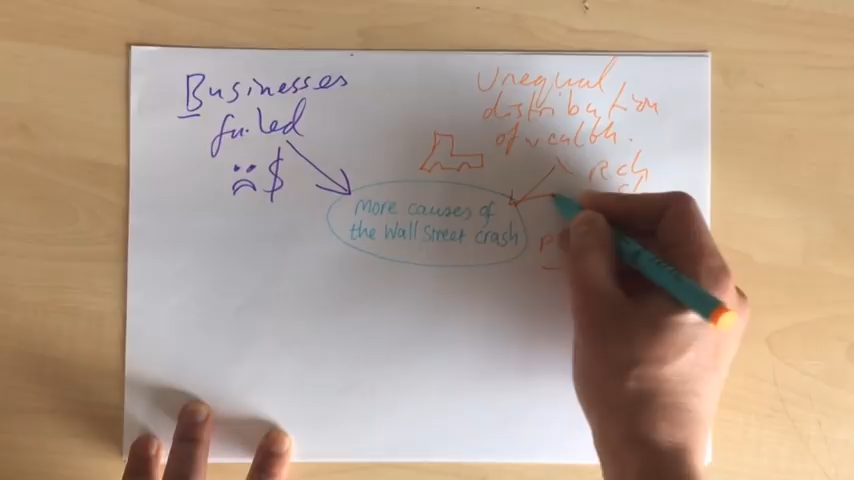 Businesses
failed
$
Unequal
distribution
of wealth.
Rich
More causes of
the Wall Street crash